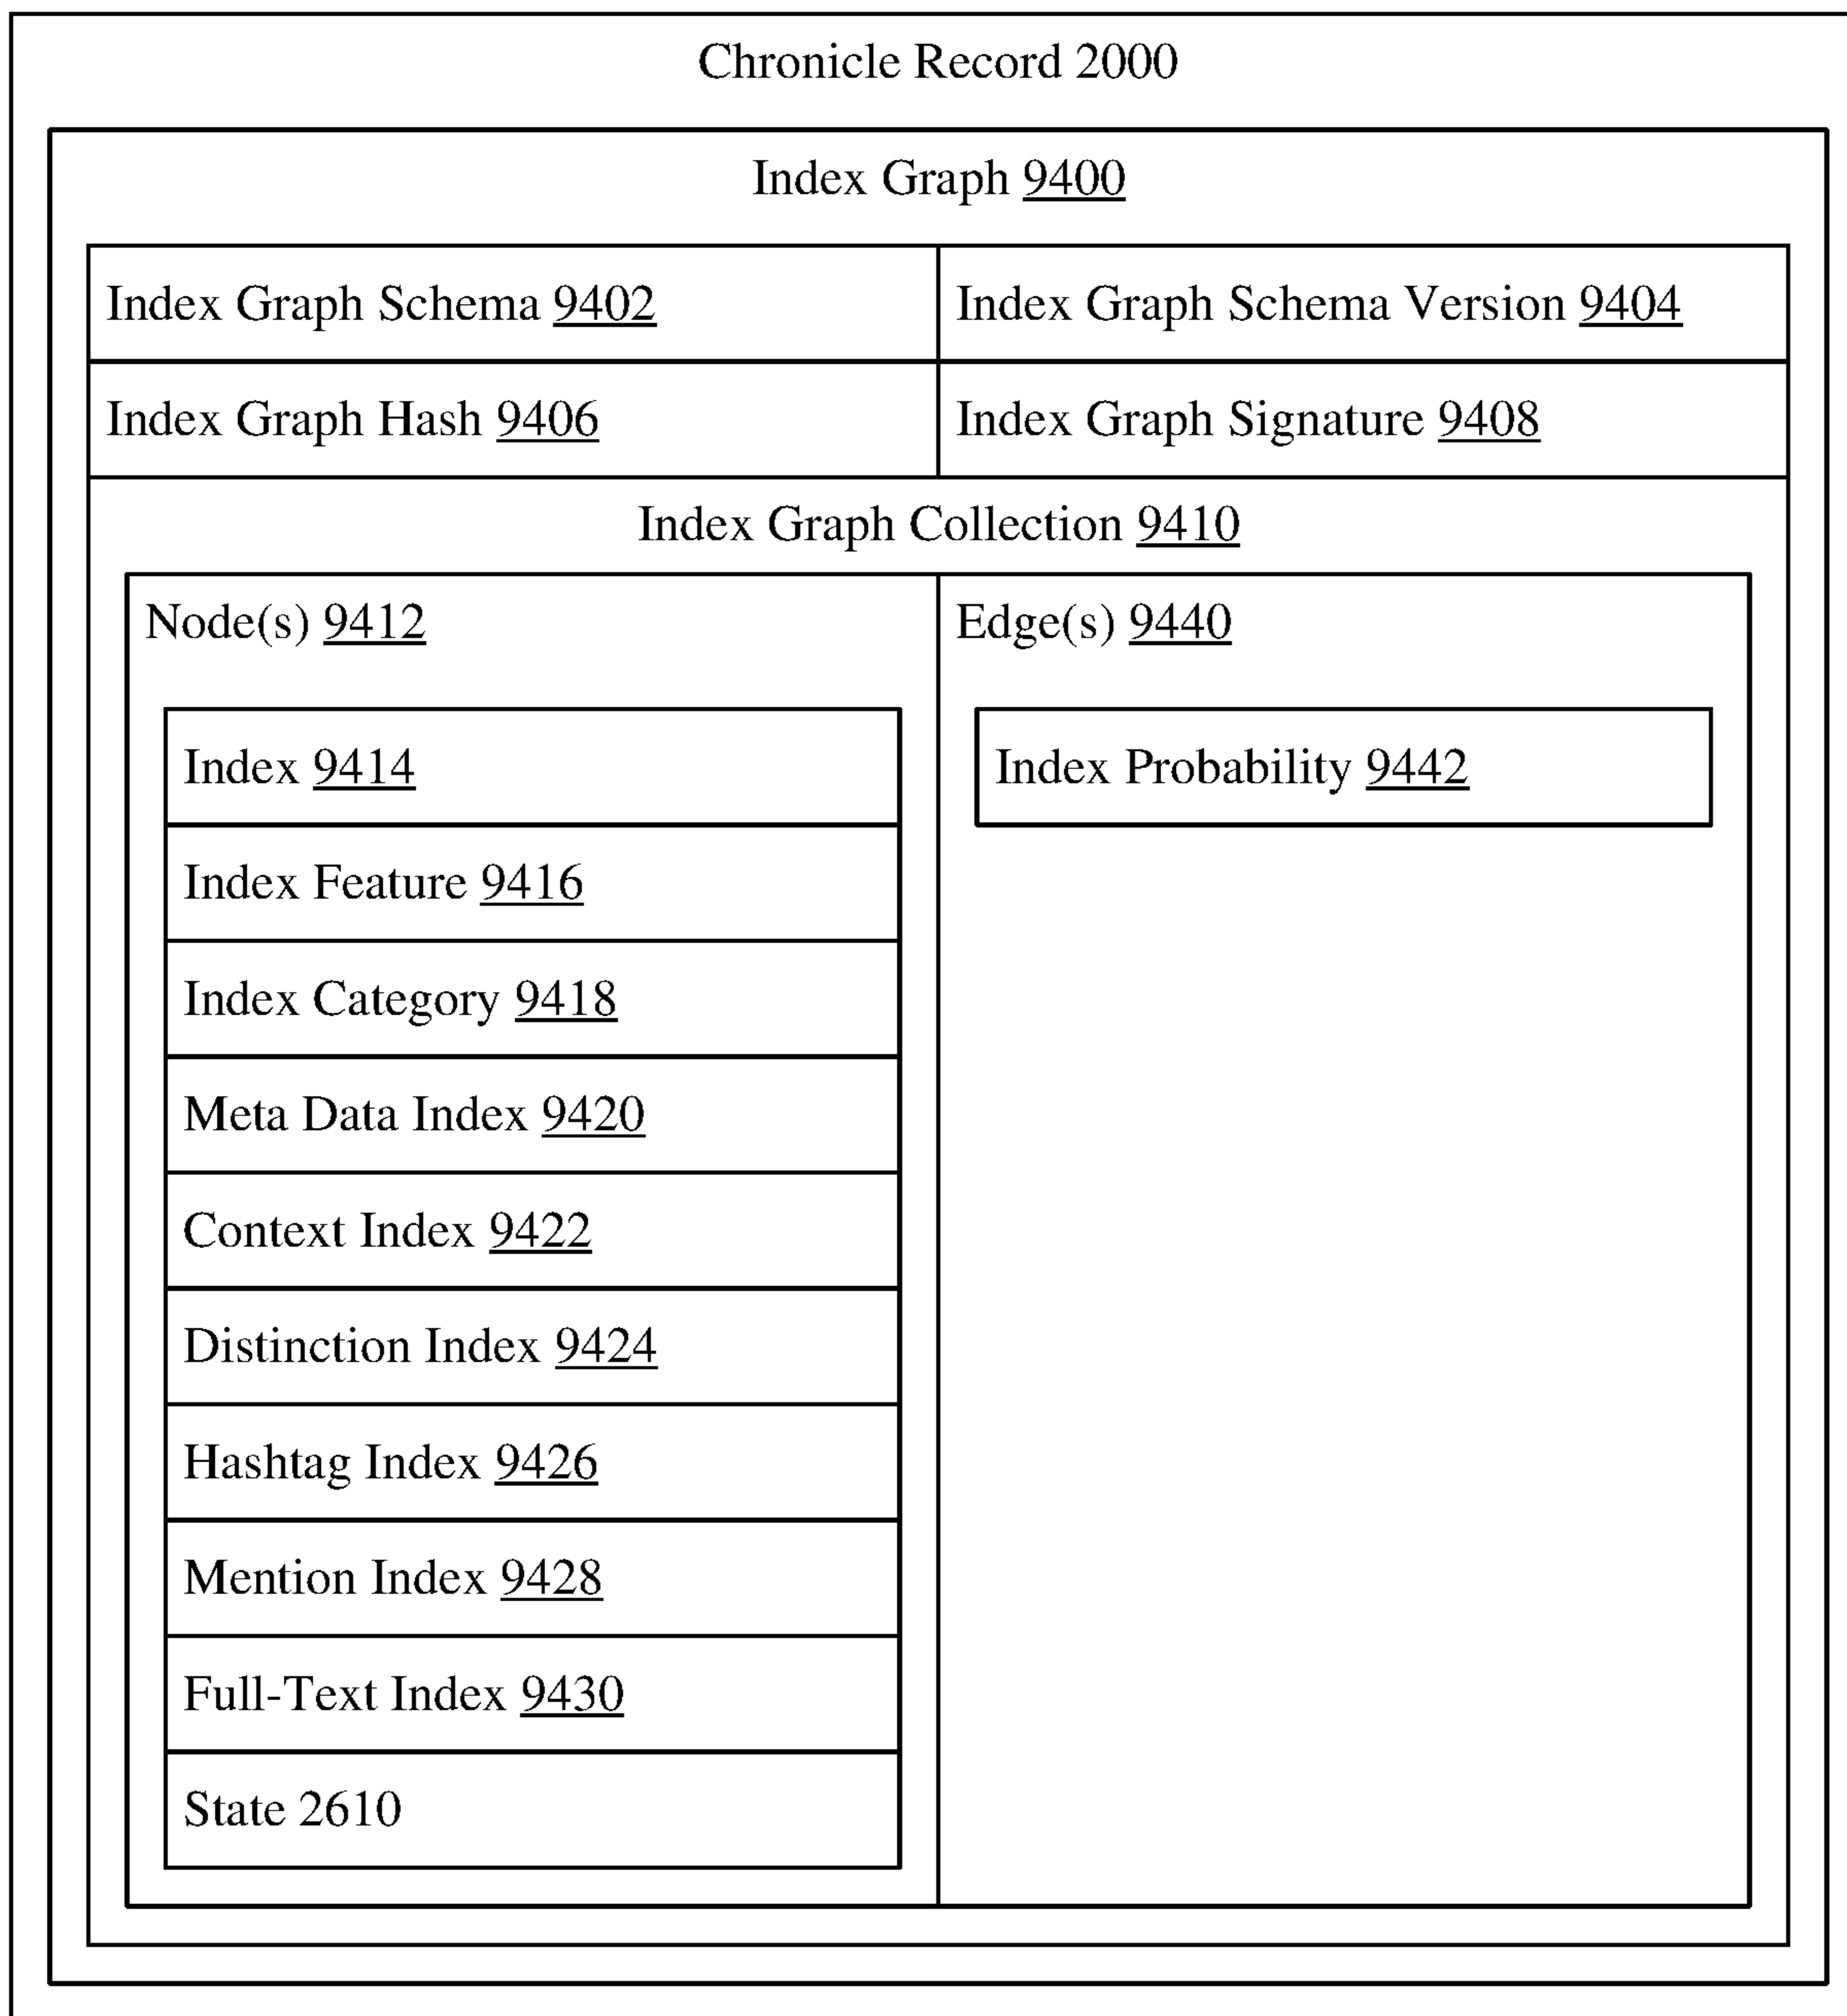 Chronicle Record 2000
Index Graph 9400
Index Graph Schema 9402
Index Graph Schema Version 9404
Index Graph Hash 9406
Index Graph Signature 9408
Index Graph Collection 9410
Node(s) 9412
Edge(s) 9440
Index 9414
Index Probability 9442
Index Feature 9416
Index Category 9418
Meta Data Index 9420
Context Index 9422
Distinction Index 9424
Hashtag Index 9426
Mention Index 9428
Full-Text Index 9430
State 2610